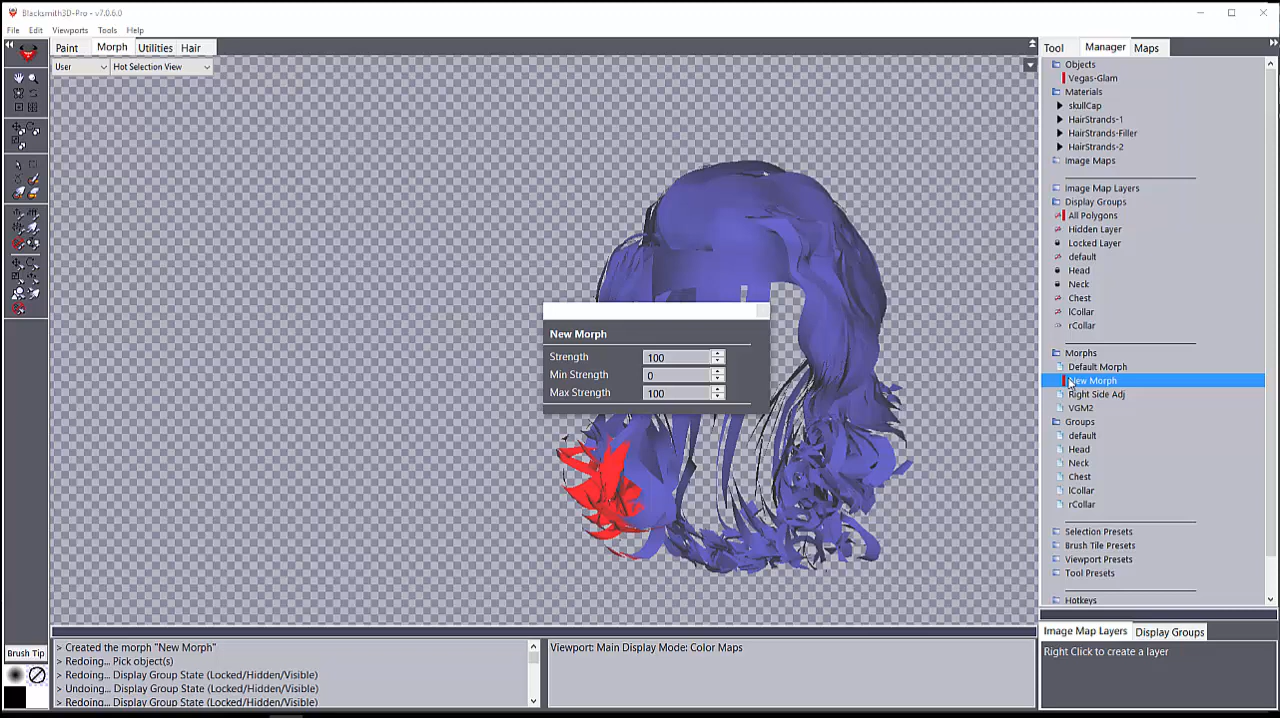 Blacksmith3D-Pro - v7.0.6.0
File Edit Viewports Tools Help
Paint Morph Utilities Hair
User Hot Selection View
Tool Manager Maps
Objects
Vegas-Glam
Materials
skullCap
HairStrands-1
HairStrands-Filler
HairStrands-2
Image Maps
Image Map Layers
Display Groups
All Polygons
Hidden Layer
Locked Layer
default
Head
Neck
Chest
lCollar
rCollar
Morphs
Default Morph
New Morph
Right Side Adj
VGM2
Groups
default
Head
Neck
Chest
lCollar
rCollar
Selection Presets
Brush Tile Presets
Viewport Presets
Tool Presets
Hotkeys
New Morph
Strength 100
Min Strength 0
Max Strength 100
Brush Tip
> Created the morph "New Morph"
> Redoing... Pick object(s)
> Redoing... Display Group State (Locked/Hidden/Visible)
> Undoing... Display Group State (Locked/Hidden/Visible)
> Redoing... Display Group State (Locked/Hidden/Visible)
Viewport: Main Display Mode: Color Maps
Image Map Layers Display Groups
Right Click to create a layer